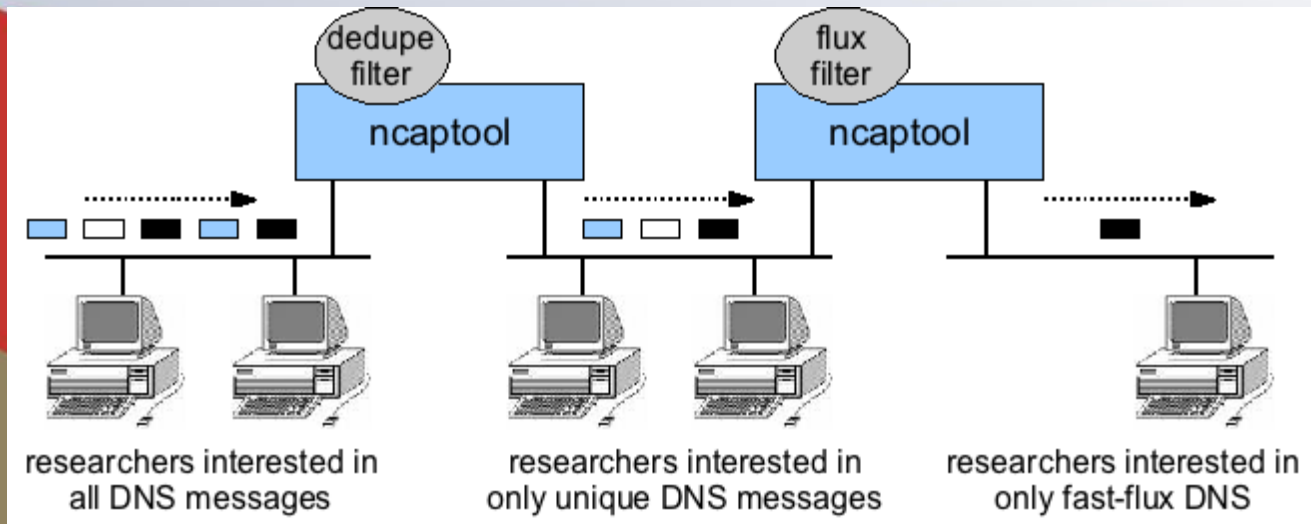 dedupe
filter
ncaptool
flux
filter
ncaptool
researchers interested in
all DNS messages
researchers interested in
only unique DNS messages
researchers interested in
only fast-flux DNS